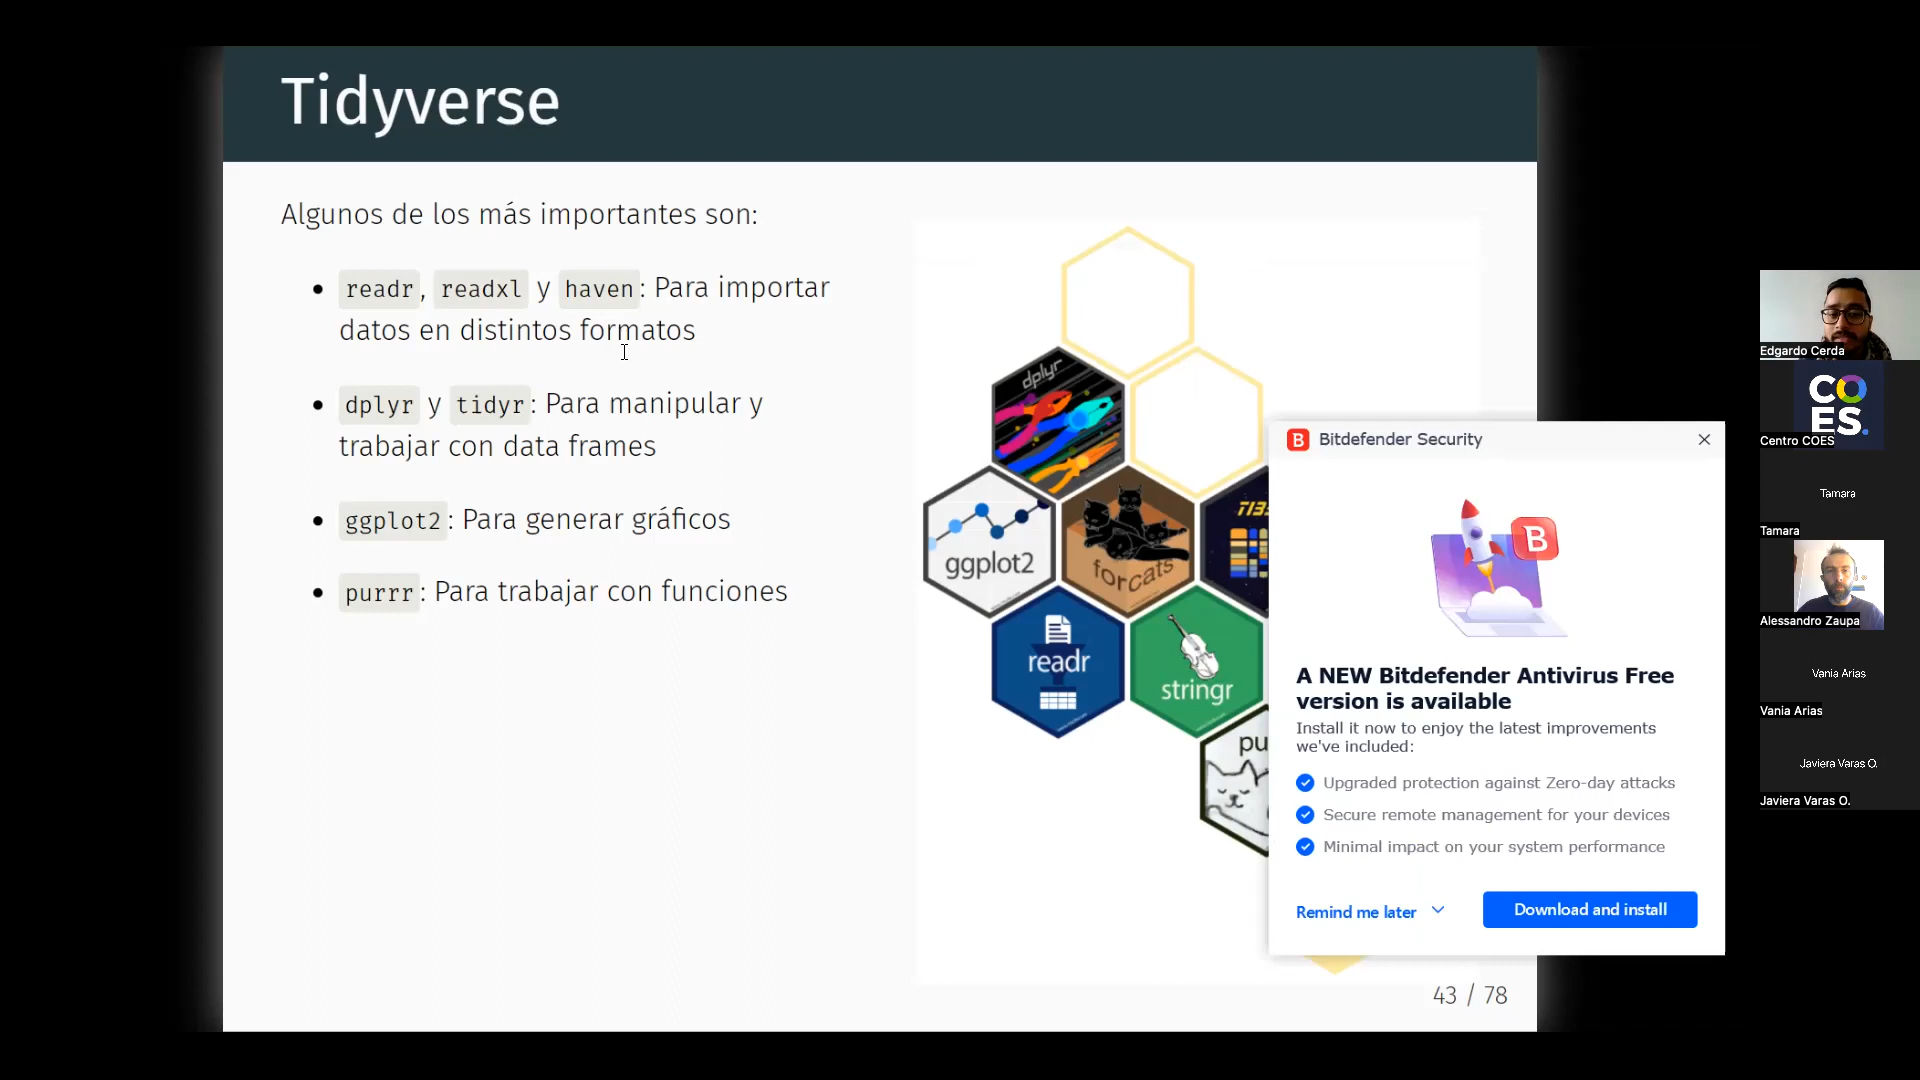 Tidyverse
Algunos de los más importantes son:
readr, readxl y haven: Para importar
datos en distintos formatos
dplyr y tidyr: Para manipular y
trabajar con data frames
ggplot2: Para generar gráficos
purrr: Para trabajar con funciones
dplyr
ggplot2
forcats
readr
stringr
43 / 78
Bitdefender Security
B
A NEW Bitdefender Antivirus Free
version is available
Install it now to enjoy the latest improvements
we've included:
Upgraded protection against Zero-day attacks
Secure remote management for your devices
Minimal impact on your system performance
Remind me later
Download and install
Edgardo Cerda
COES.
Centro COES
Tamara
Tamara
Alessandro Zaupa
Vania Arias
Vania Arias
Javiera Varas O.
Javiera Varas O.